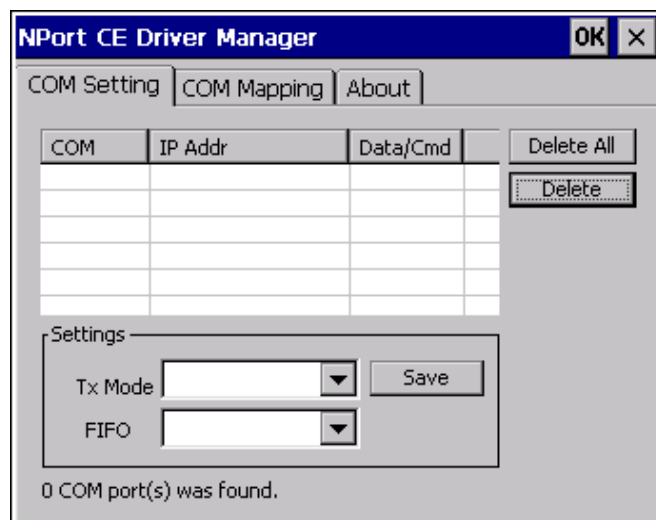 NPort CE Driver Manager OK ×
COM Setting COM Mapping About
COM IP Addr Data/Cmd Delete All
Delete
Settings
Tx Mode Save
FIFO
0 COM port(s) was found.